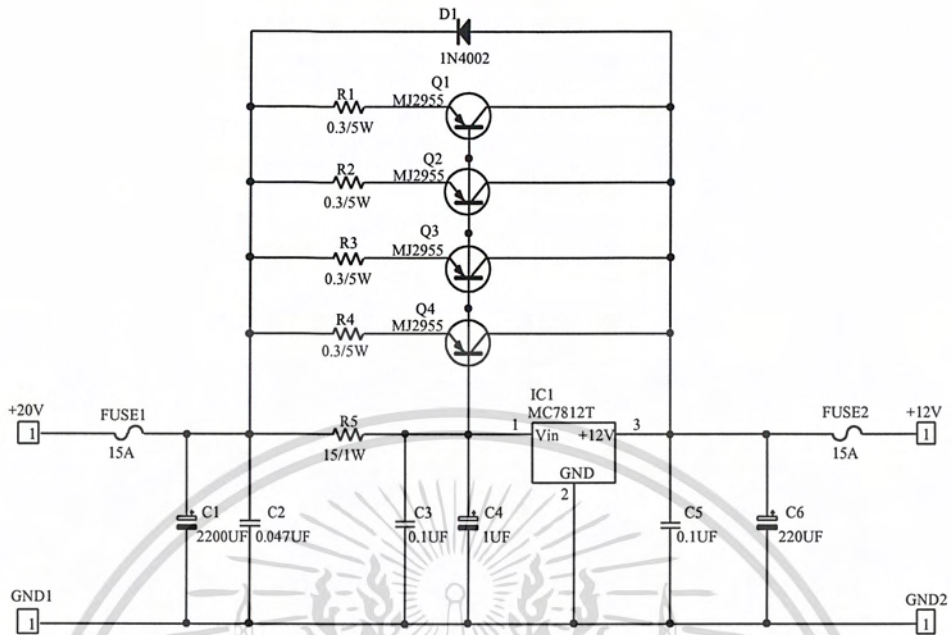 D1
1N4002
Q1
R1
MJ2955
0.3/5W
Q2
R2
MJ2955
0.3/5W
Q3
R3
MJ2955
0.3/5W
Q4
R4
MJ2955
0.3/5W
IC1
MC7812T
+20V
FUSE1
R5
1
Vin
+12V
3
FUSE2
+12V
1
15A
15/1W
GND
15A
1
2
C1
2200UF
C2
0.047UF
C3
0.1UF
C4
1UF
C5
0.1UF
C6
220UF
GND1
GND2
1
1